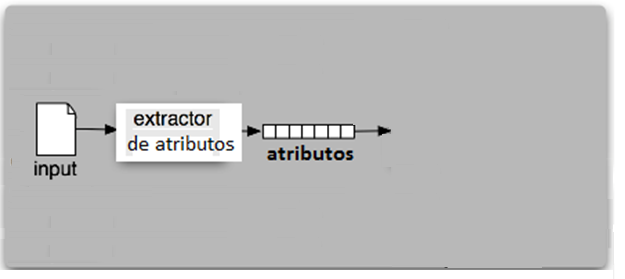 extractor
de atributos
input
atributos